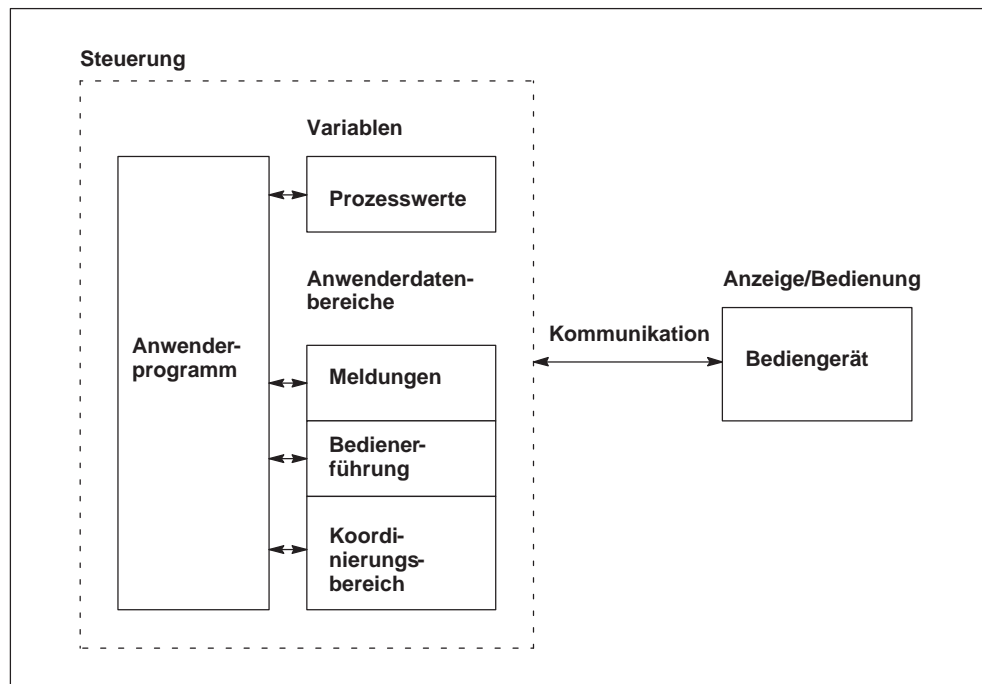 Steuerung
Variablen
Prozesswerte
Anwenderdaten-
bereiche
Anwender-
programm
Meldungen
Bediener-
führung
Koordi-
nierungs-
bereich
Kommunikation
Anzeige/Bedienung
Bediengerät